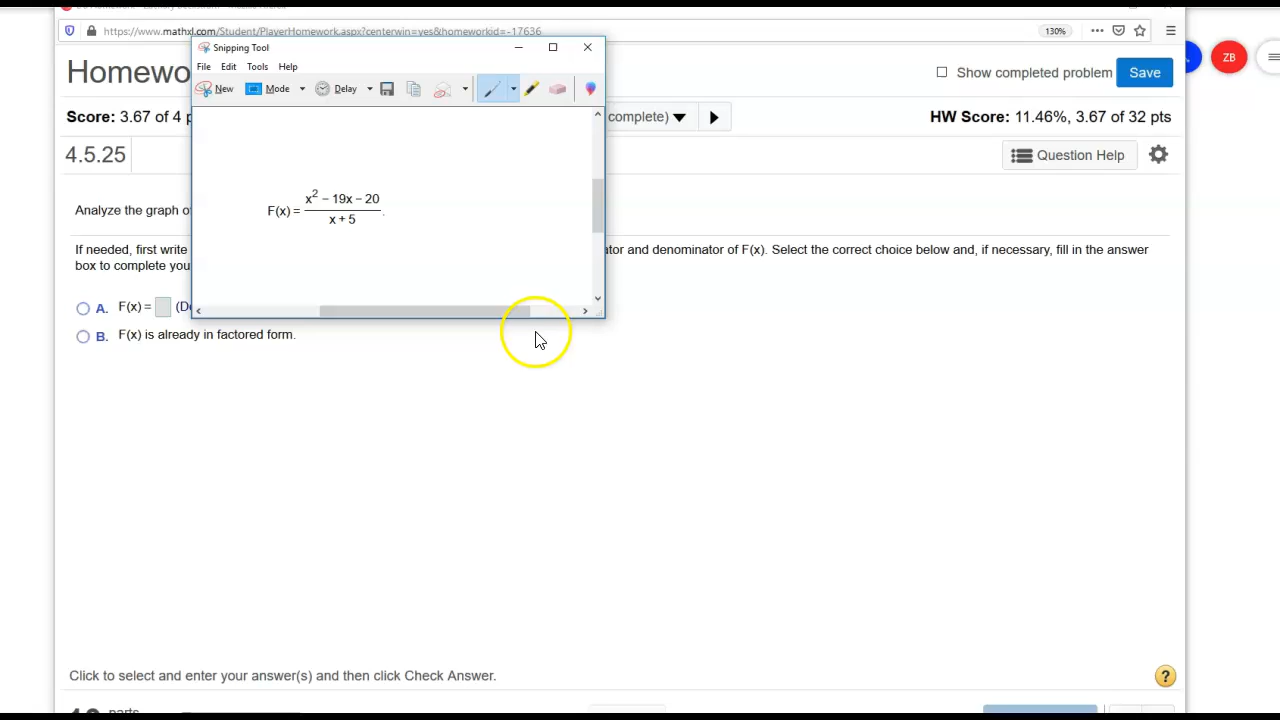 https://www.mathxl.com/Student/PlayerHomework.aspx?centerwin=yes&homeworkid=-17636
130%
Snipping Tool
File Edit Tools Help
New Mode Delay
Homewo
Show completed problem
Save
ZB
Score: 3.67 of 4 p
complete)
HW Score: 11.46%, 3.67 of 32 pts
4.5.25
Question Help
F(x) = x² − 19x − 20
x + 5 .
Analyze the graph o
If needed, first write
ator and denominator of F(x). Select the correct choice below and, if necessary, fill in the answer
box to complete you
A. F(x) = (De
B. F(x) is already in factored form.
Click to select and enter your answer(s) and then click Check Answer.
?
parts